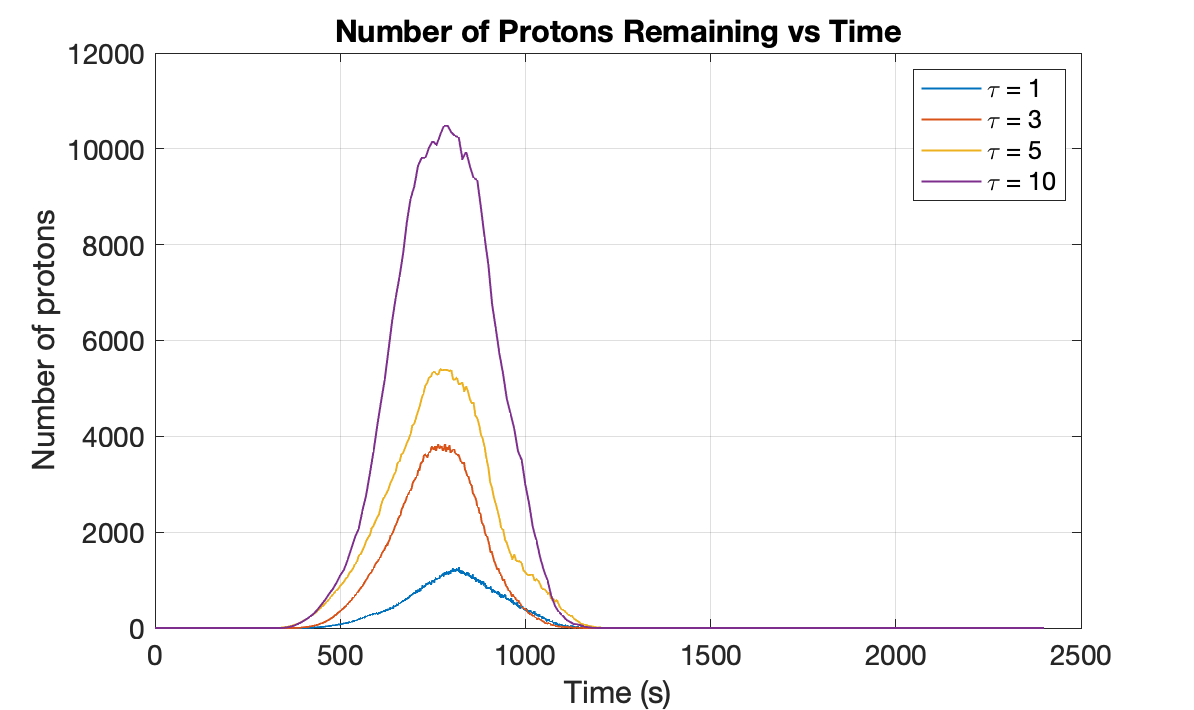 Number of Protons Remaining vs Time
12000
10000
8000
6000
4000
2000
0
Number of protons
0 500 1000 1500 2000 2500
Time (s)
τ = 1
τ = 3
τ = 5
τ = 10